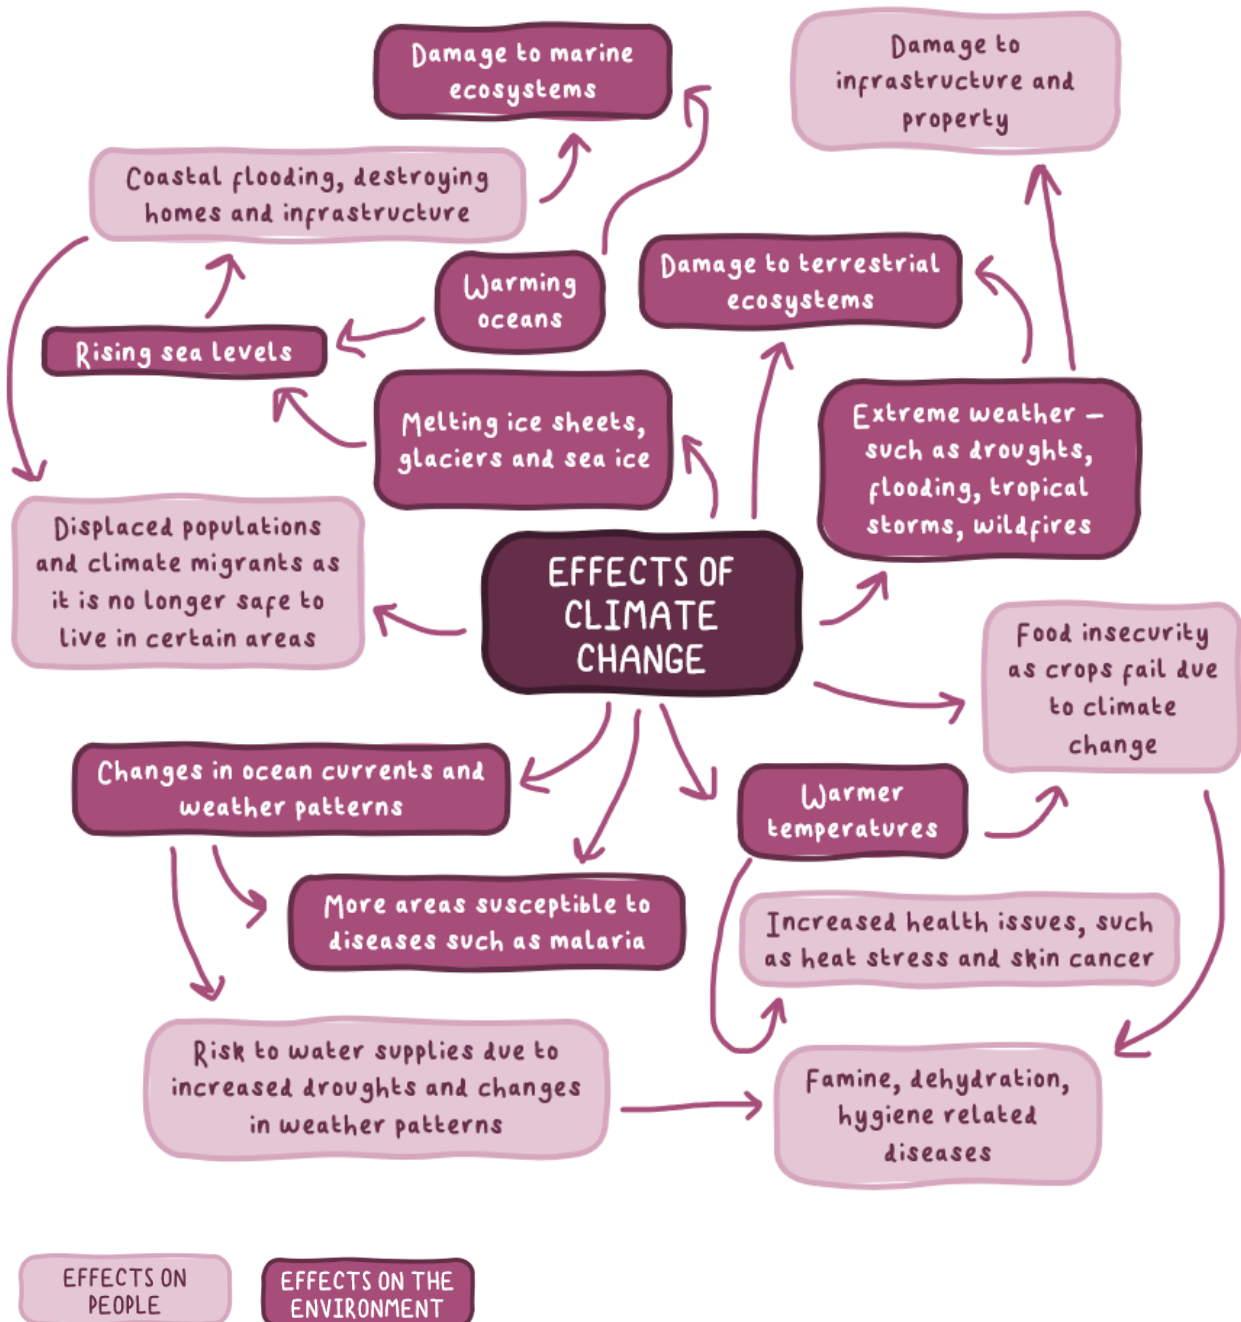 Damage to marine
ecosystems
Damage to
infrastructure and
property
Coastal flooding, destroying
homes and infrastructure
Warming
oceans
Damage to terrestrial
ecosystems
Rising sea levels
Melting ice sheets,
glaciers and sea ice
Extreme weather –
such as droughts,
flooding, tropical
storms, wildfires
Displaced populations
and climate migrants as
it is no longer safe to
live in certain areas
EFFECTS OF
CLIMATE
CHANGE
Food insecurity
as crops fail due
to climate
change
Changes in ocean currents and
weather patterns
Warmer
temperatures
More areas susceptible to
diseases such as malaria
Increased health issues, such
as heat stress and skin cancer
Risk to water supplies due to
increased droughts and changes
in weather patterns
Famine, dehydration,
hygiene related
diseases
EFFECTS ON
PEOPLE
EFFECTS ON THE
ENVIRONMENT